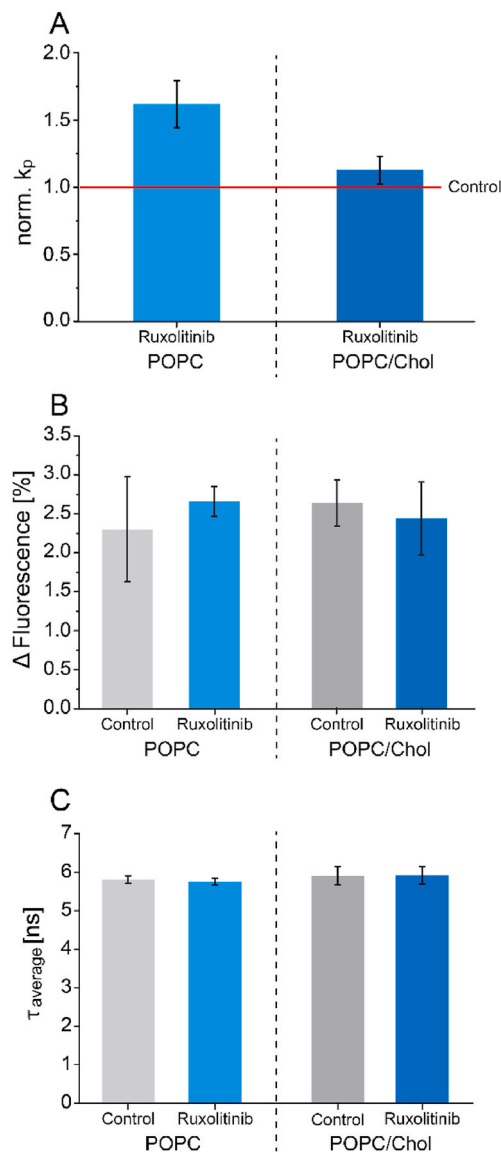 A
2.0
1.5
1.0
0.5
0.0
norm. kp
Control
Ruxolitinib
Ruxolitinib
POPC
POPC/Chol
B
3.5
3.0
2.5
2.0
1.5
1.0
0.5
0.0
Δ Fluorescence [%]
Control
Ruxolitinib
Control
Ruxolitinib
POPC
POPC/Chol
C
7
6
5
4
3
2
1
0
τaverage[ns]
Control
Ruxolitinib
Control
Ruxolitinib
POPC
POPC/Chol